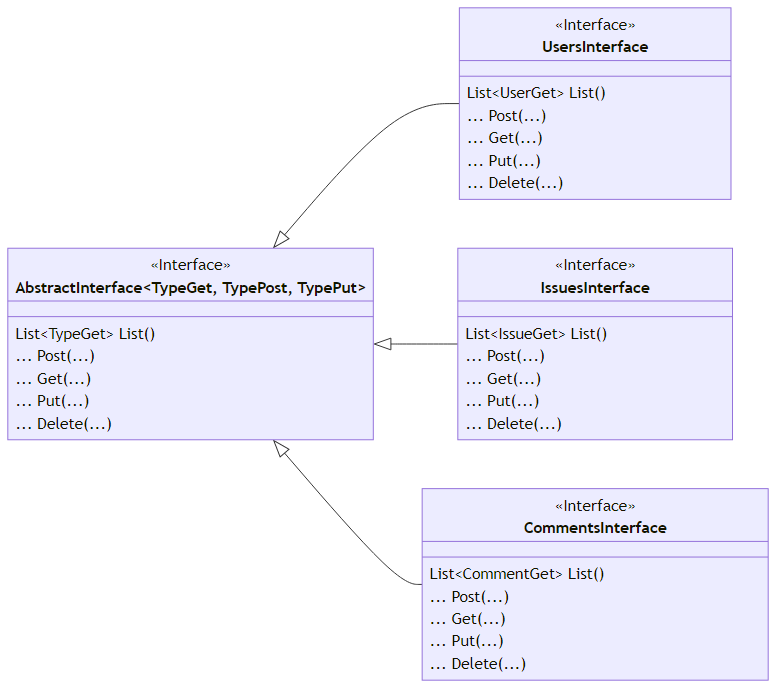 «Interface»
UsersInterface
List<UserGet> List()
... Post(...)
... Get(...)
... Put(...)
... Delete(...)
«Interface»
AbstractInterface<TypeGet, TypePost, TypePut>
List<TypeGet> List()
... Post(...)
... Get(...)
... Put(...)
... Delete(...)
«Interface»
IssuesInterface
List<IssueGet> List()
... Post(...)
... Get(...)
... Put(...)
... Delete(...)
«Interface»
CommentsInterface
List<CommentGet> List()
... Post(...)
... Get(...)
... Put(...)
... Delete(...)